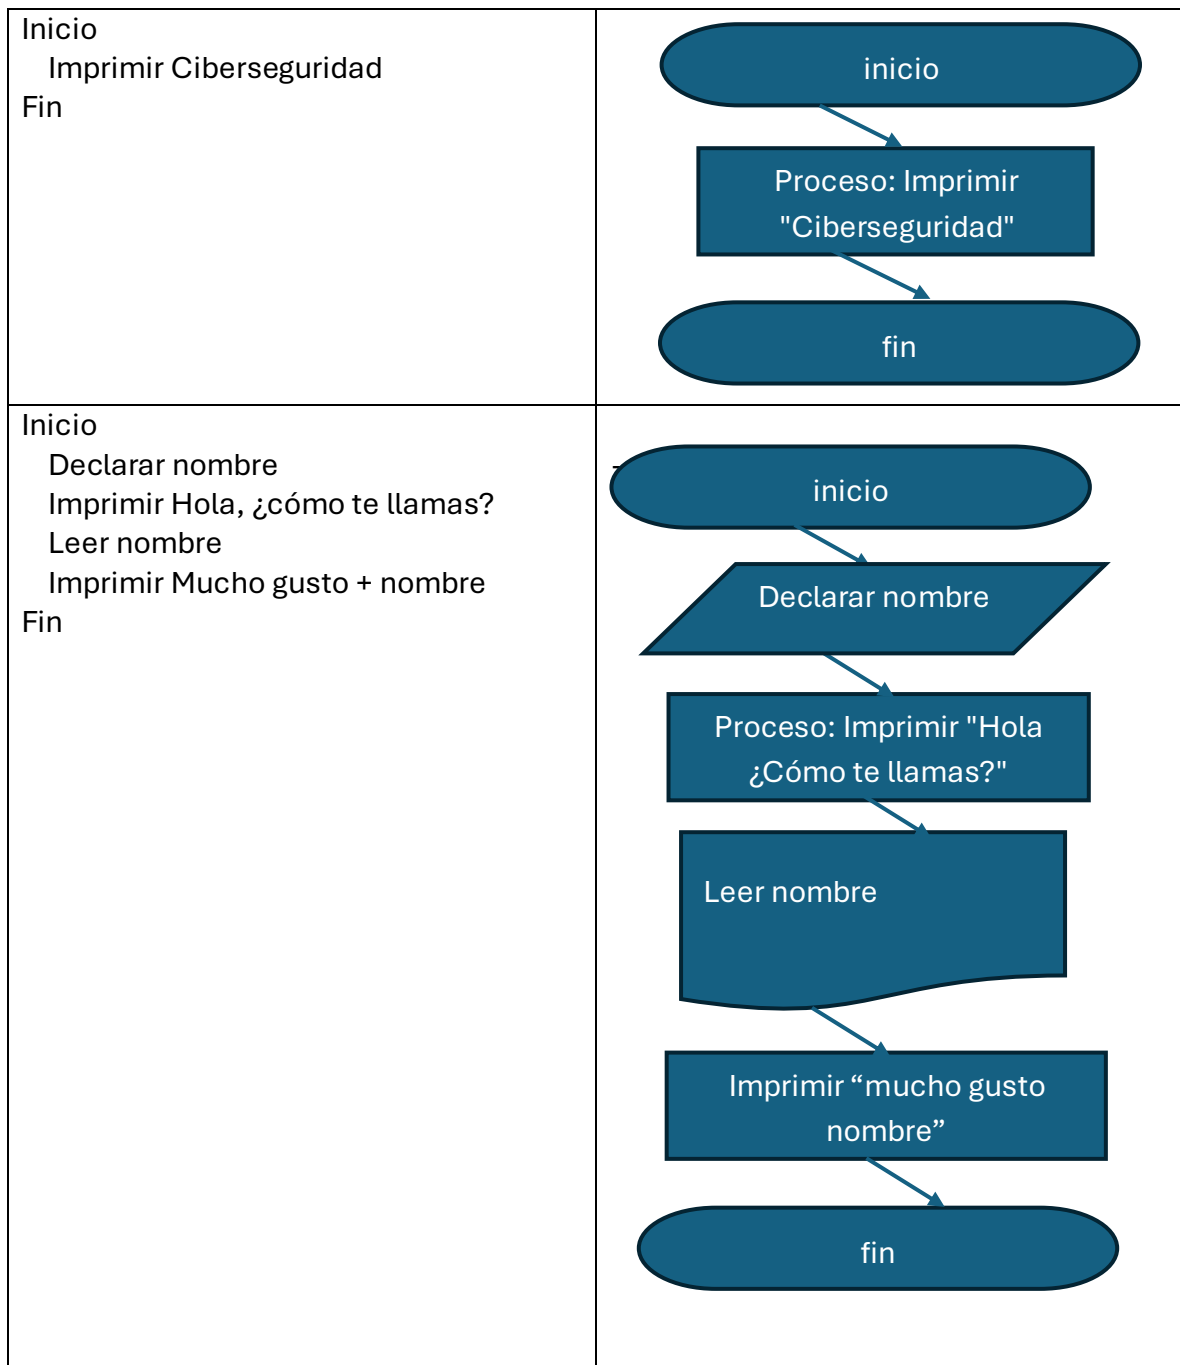 Inicio
Imprimir Ciberseguridad
Fin
inicio
Proceso: Imprimir
"Ciberseguridad"
fin
Inicio
Declarar nombre
Imprimir Hola, ¿cómo te llamas?
Leer nombre
Imprimir Mucho gusto + nombre
Fin
inicio
Declarar nombre
Proceso: Imprimir "Hola
¿Cómo te llamas?"
Leer nombre
Imprimir “mucho gusto
nombre”
fin